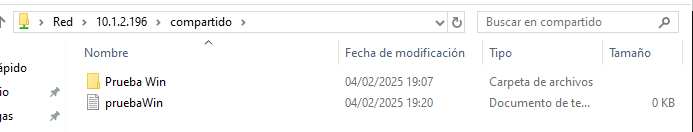 Red > 10.1.2.196 > compartido
Buscar en compartido
Nombre Fecha de modificación Tipo Tamaño
ápido
Prueba Win 04/02/2025 19:07 Carpeta de archivos
io
pruebaWin 04/02/2025 19:20 Documento de te... 0 KB
gas